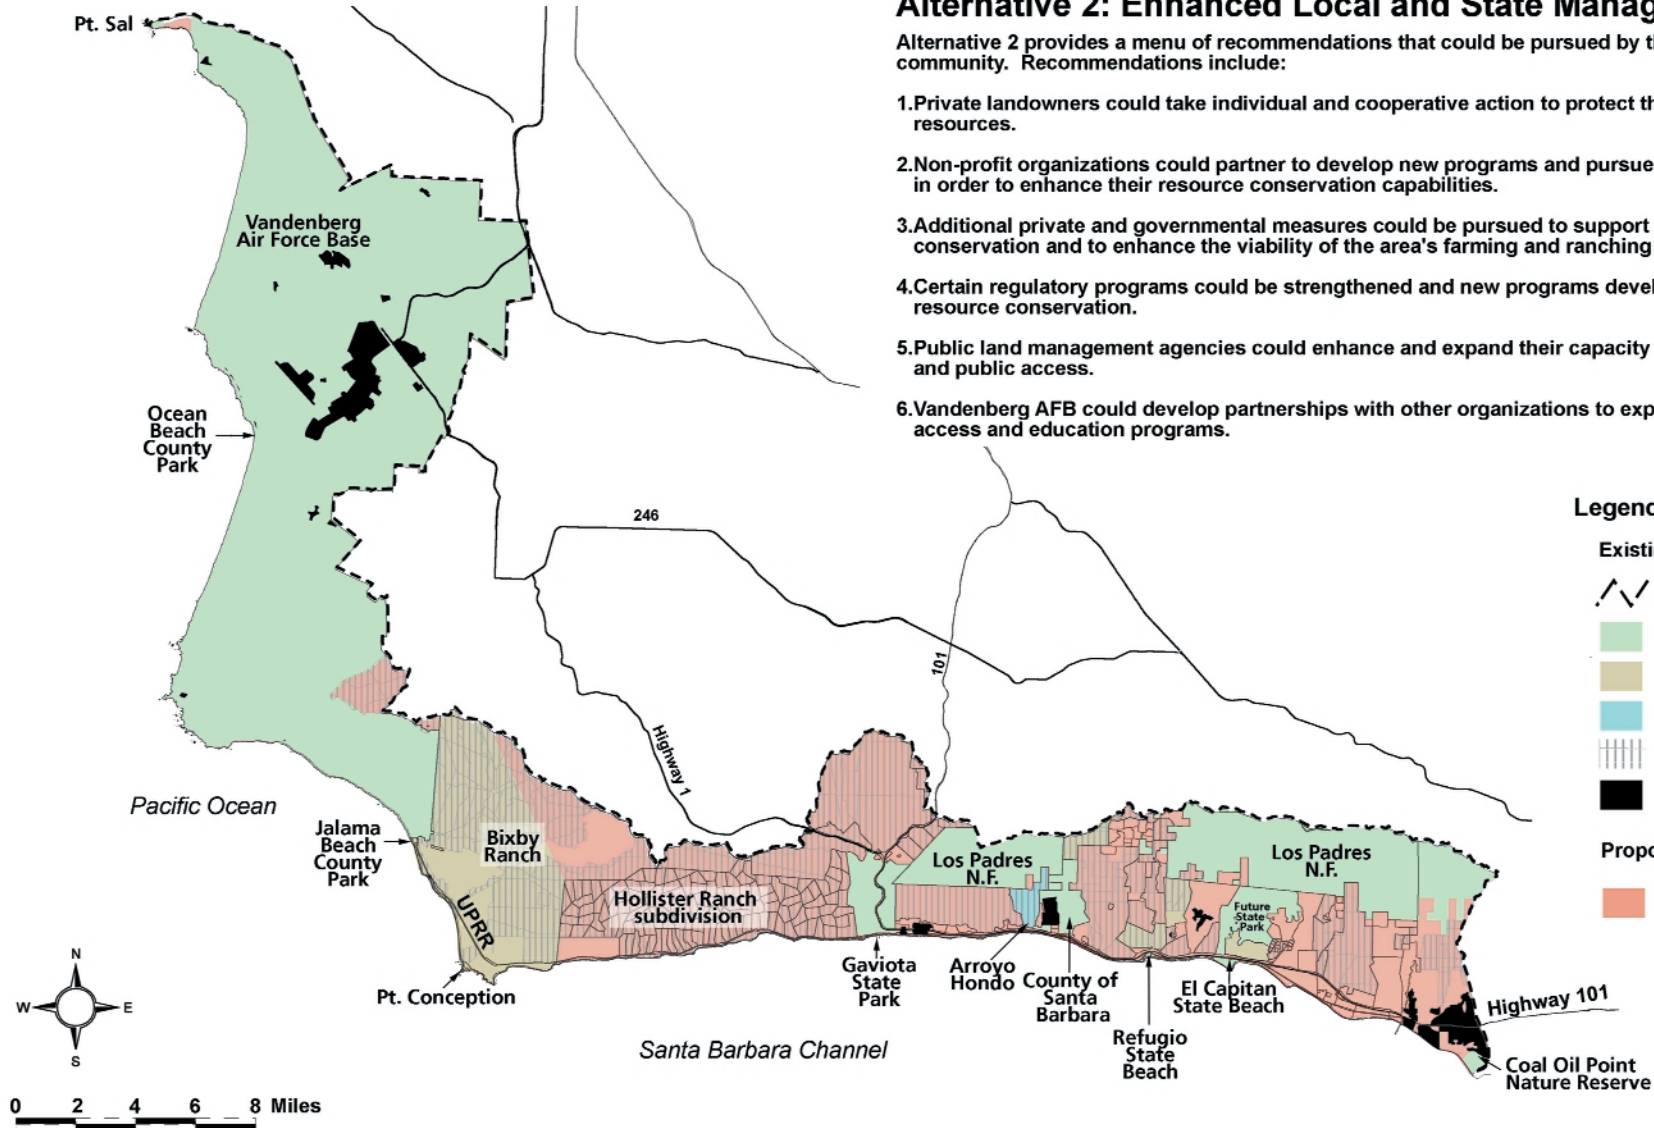 Alternative 2: Enhanced Local and State Manag
Alternative 2 provides a menu of recommendations that could be pursued by t
community. Recommendations include:
1.Private landowners could take individual and cooperative action to protect th
resources.
2.Non-profit organizations could partner to develop new programs and pursue
in order to enhance their resource conservation capabilities.
3.Additional private and governmental measures could be pursued to support
conservation and to enhance the viability of the area's farming and ranching
4.Certain regulatory programs could be strengthened and new programs devel
resource conservation.
5.Public land management agencies could enhance and expand their capacity
and public access.
6.Vandenberg AFB could develop partnerships with other organizations to exp
access and education programs.
Pt. Sal
Vandenberg
Air Force Base
Ocean
Beach
County
Park
246
101
Highway 1
Legend
Existi
Propo
Pacific Ocean
Jalama
Beach
County
Park
Bixby
Ranch
UPRR
Hollister Ranch
subdivision
Los Padres
N.F.
Los Padres
N.F.
Future
State
Park
Pt. Conception
Gaviota
State
Park
Arroyo
Hondo
County of
Santa
Barbara
Refugio
State
Beach
El Capitan
State Beach
Highway 101
Coal Oil Point
Nature Reserve
Santa Barbara Channel
N
W
E
S
0 2 4 6 8 Miles